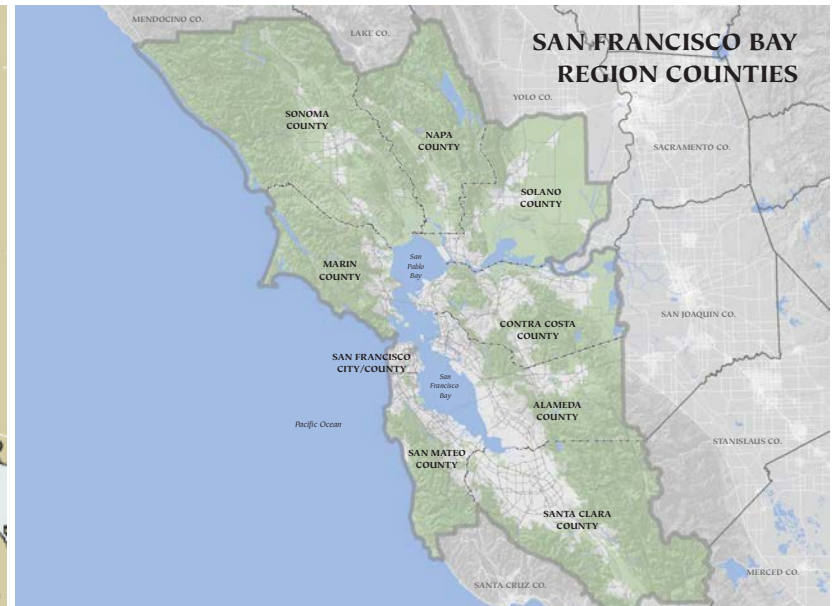 SAN FRANCISCO BAY
REGION COUNTIES
MENDOCINO CO.
LAKE CO.
YOLO CO.
SONOMA
COUNTY
NAPA
COUNTY
SACRAMENTO CO.
SOLANO
COUNTY
MARIN
COUNTY
San
Pablo
Bay
SAN JOAQUIN CO.
CONTRA COSTA
COUNTY
SAN FRANCISCO
CITY/COUNTY
San
Francisco
Bay
ALAMEDA
COUNTY
Pacific Ocean
STANISLAUS CO.
SAN MATEO
COUNTY
SANTA CLARA
COUNTY
MERCED CO.
SANTA CRUZ CO.